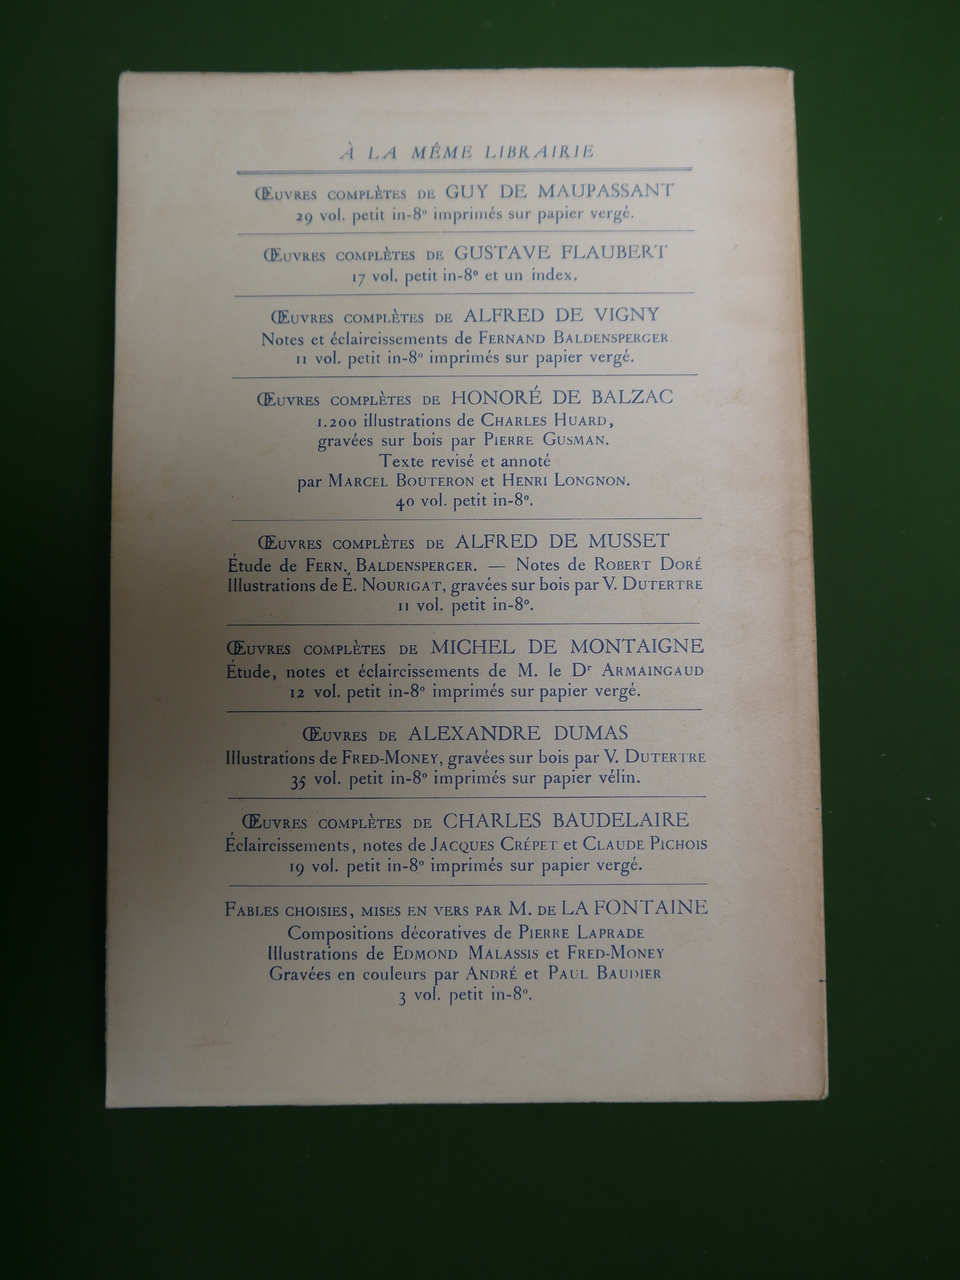 À LA MÊME LIBRAIRIE
Œuvres complètes de GUY DE MAUPASSANT
29 vol. petit in-8° imprimés sur papier vergé.
Œuvres complètes de GUSTAVE FLAUBERT
17 vol. petit in-8° et un index.
Œuvres complètes de ALFRED DE VIGNY
Notes et éclaircissements de Fernand Baldensperger
11 vol. petit in-8° imprimés sur papier vergé.
Œuvres complètes de HONORÉ DE BALZAC
1.200 illustrations de Charles Huard,
gravées sur bois par Pierre Gusman.
Texte revisé et annoté
par Marcel Bouteron et Henri Longnon.
40 vol. petit in-8°.
Œuvres complètes de ALFRED DE MUSSET
Étude de Fern. Baldensperger. — Notes de Robert Doré
Illustrations de É. Nourigat, gravées sur bois par V. Dutertre
11 vol. petit in-8°.
Œuvres complètes de MICHEL DE MONTAIGNE
Étude, notes et éclaircissements de M. le Dr Armaingaud
12 vol. petit in-8° imprimés sur papier vergé.
Œuvres de ALEXANDRE DUMAS
Illustrations de Fred-Money, gravées sur bois par V. Dutertre
35 vol. petit in-8° imprimés sur papier vélin.
Œuvres complètes de CHARLES BAUDELAIRE
Éclaircissements, notes de Jacques Crépet et Claude Pichois
19 vol. petit in-8° imprimés sur papier vergé.
Fables choisies, mises en vers par M. de LA FONTAINE
Compositions décoratives de Pierre Laprade
Illustrations de Edmond Malassis et Fred-Money
Gravées en couleurs par André et Paul Baudier
3 vol. petit in-8°.